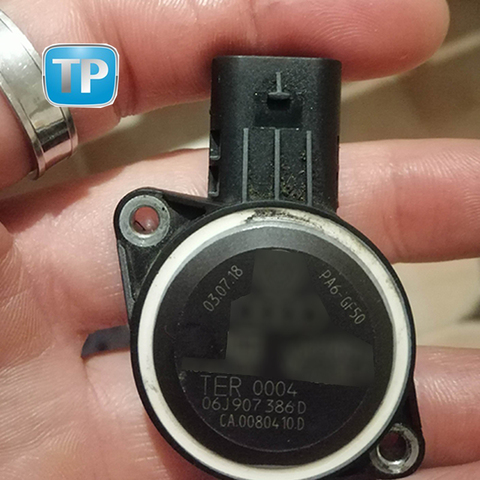 TP
03.07.18
PA6-GF50
TER 0004
06J 907 386 D
CA.0080410.D